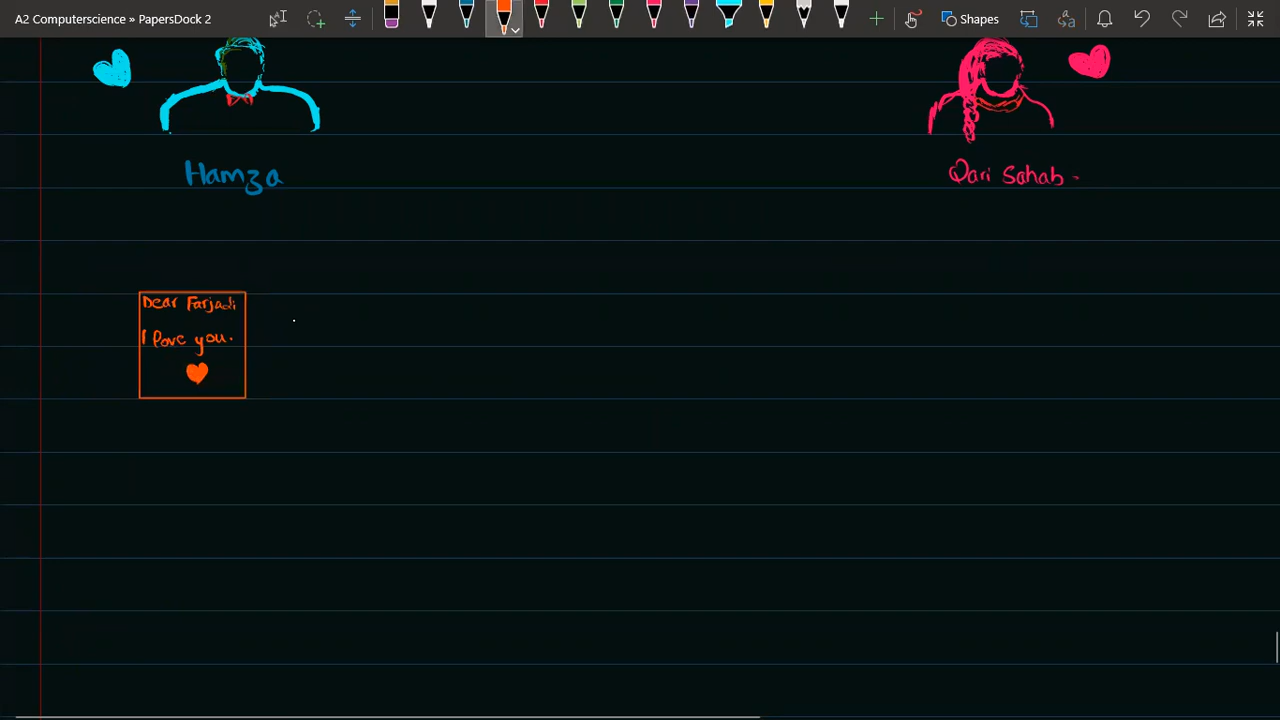 A2 Computerscience » PapersDock 2
Shapes
Hamza
Qari Sahab -
Dear Farjadi
I love you.